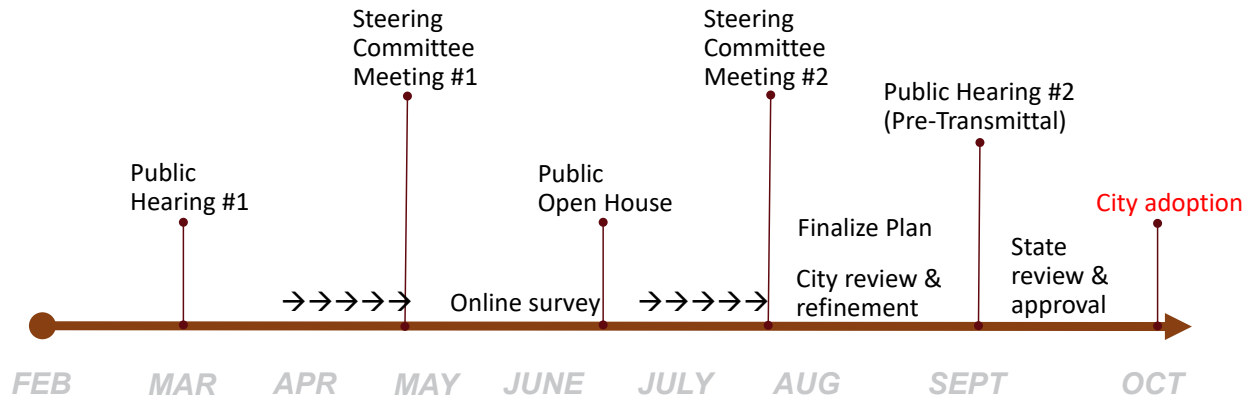 Steering
Committee
Meeting #1
Steering
Committee
Meeting #2
Public Hearing #2
(Pre-Transmittal)
Public
Hearing #1
Public
Open House
City adoption
Finalize Plan
State
review &
approval
City review &
refinement
→→→→→
Online survey
→→→→→
FEB
MAR
APR
MAY
JUNE
JULY
AUG
SEPT
OCT